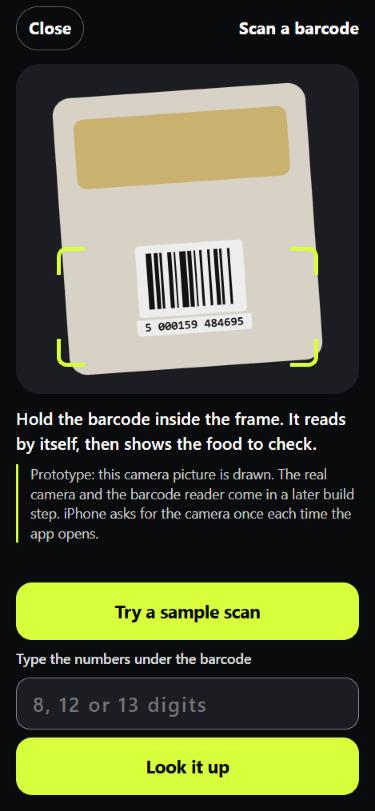 Close
Scan a barcode
5 000159 484695
Hold the barcode inside the frame. It reads
by itself, then shows the food to check.
Prototype: this camera picture is drawn. The real
camera and the barcode reader come in a later build
step. iPhone asks for the camera once each time the
app opens.
Try a sample scan
Type the numbers under the barcode
8, 12 or 13 digits
Look it up